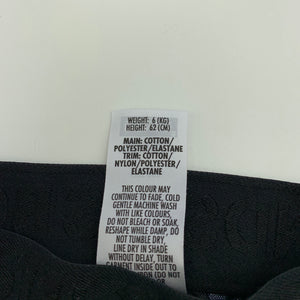 WEIGHT: 6 (KG)
HEIGHT: 62 (CM)
MAIN: COTTON/
POLYESTER/ELASTANE
TRIM: COTTON/
NYLON/POLYESTER/
ELASTANE
THIS COLOUR MAY
CONTINUE TO FADE, COLD
GENTLE MACHINE WASH
WITH LIKE COLOURS,
DO NOT BLEACH OR SOAK,
RESHAPE WHILE DAMP, DO
NOT TUMBLE DRY,
LINE DRY IN SHADE
WITHOUT DELAY, TURN
GARMENT INSIDE OUT TO
(DO NOT